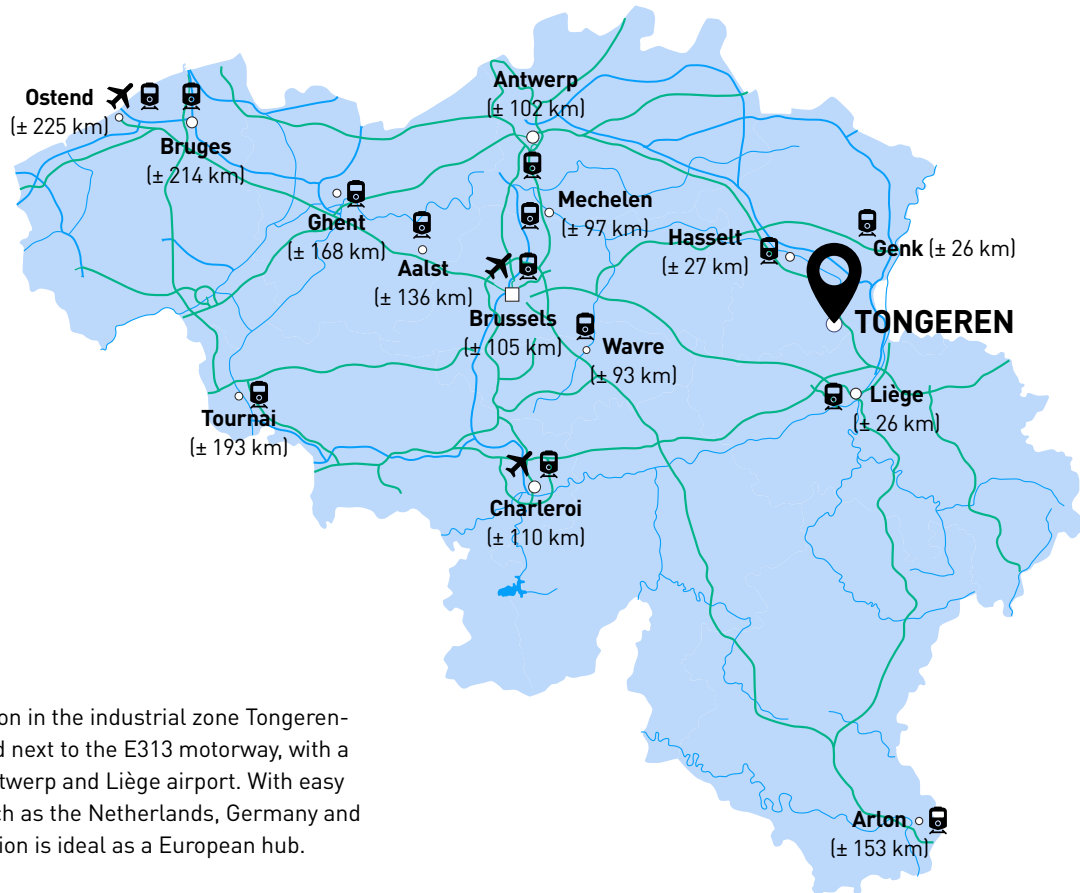 Ostend
(± 225 km)
Bruges
(± 214 km)
Antwerp
(± 102 km)
Ghent
(± 168 km)
Aalst
(± 136 km)
Mechelen
(± 97 km)
Hasselt
(± 27 km)
Genk (± 26 km)
Brussels
(± 105 km)
TONGEREN
Wavre
(± 93 km)
Tournai
(± 193 km)
Liège
(± 26 km)
Charleroi
(± 110 km)
on in the industrial zone Tongeren-
next to the E313 motorway, with a
twerp and Liège airport. With easy
ch as the Netherlands, Germany and
ion is ideal as a European hub.
Arlon
(± 153 km)